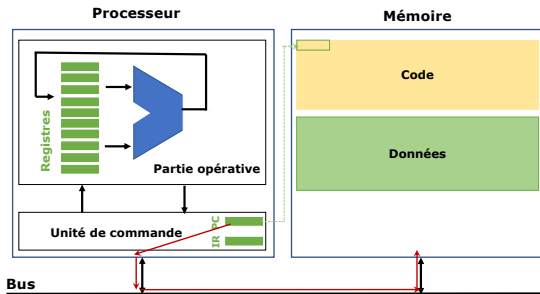 Processeur
Mémoire
Code
Registres
Données
Partie opérative
Unité de commande
PC
IR
Bus